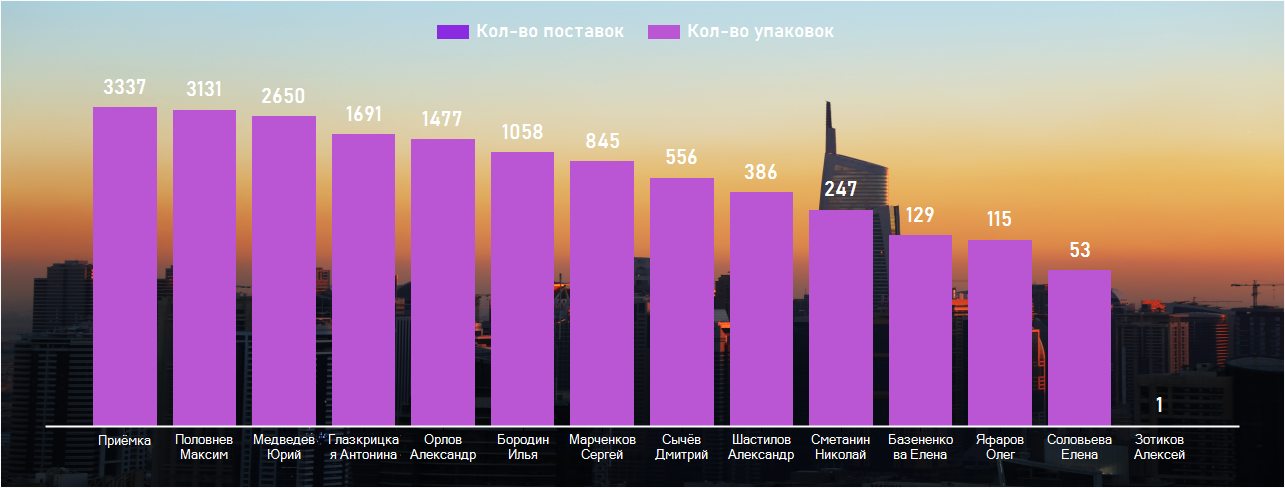 Кол-во поставок Кол-во упаковок
3337 3131 2650 1691 1477 1058 845 556 386 247 129 115 53 1
Приёмка Половнев Медведев Глазкрицка Орлов Бородин Марченков Сычёв Шастилов Сметанин Базененко Яфаров Соловьева Зотиков
Максим Юрий я Антонина Александр Илья Сергей Дмитрий Александр Николай ва Елена Олег Елена Алексей